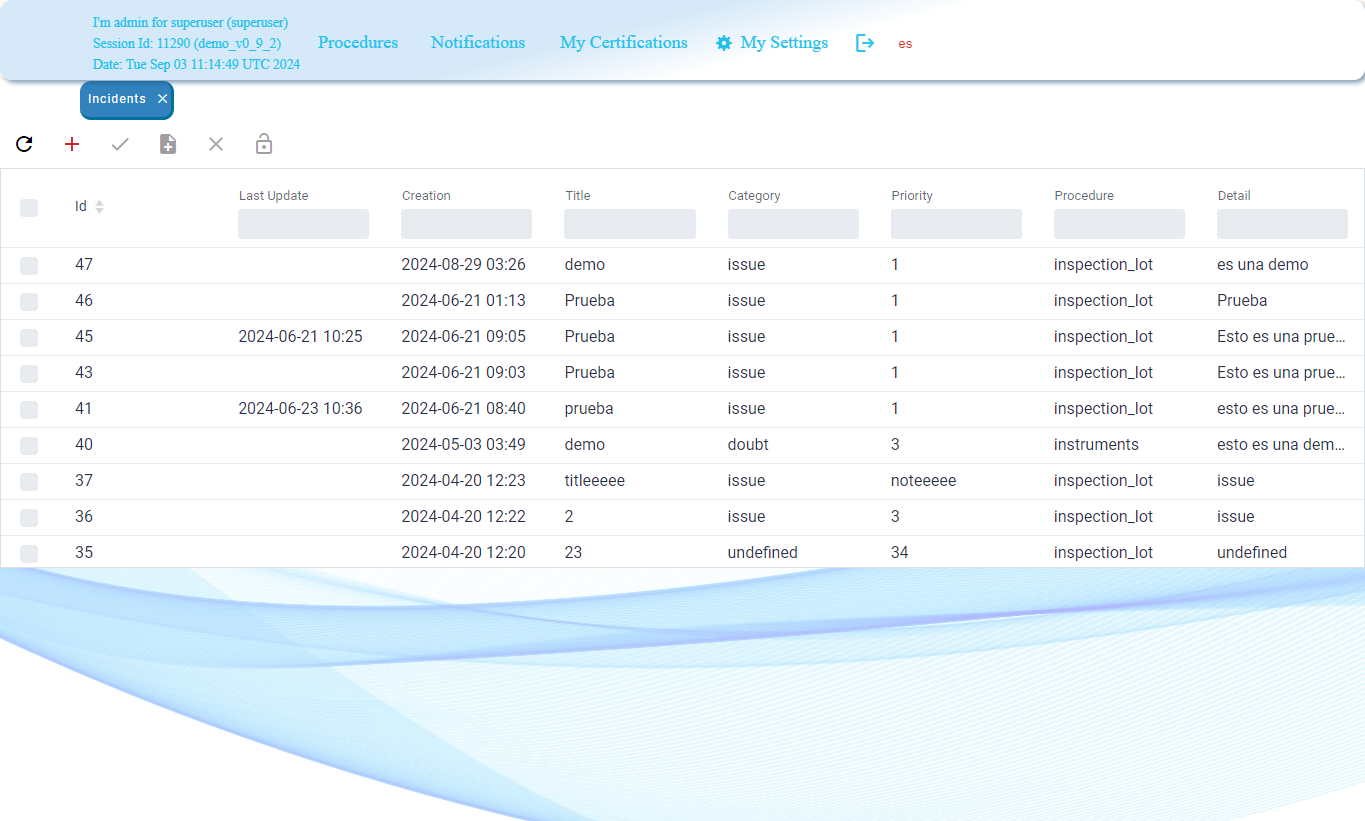 I'm admin for superuser (superuser)
Session Id: 11290 (demo_v0_9_2)
Date: Tue Sep 03 11:14:49 UTC 2024
Procedures Notifications My Certifications My Settings es
Incidents
Id Last Update Creation Title Category Priority Procedure Detail
47 2024-08-29 03:26 demo issue 1 inspection_lot es una demo
46 2024-06-21 01:13 Prueba issue 1 inspection_lot Prueba
45 2024-06-21 10:25 2024-06-21 09:05 Prueba issue 1 inspection_lot Esto es una prue...
43 2024-06-21 09:03 Prueba issue 1 inspection_lot Esto es una prue...
41 2024-06-23 10:36 2024-06-21 08:40 prueba issue 1 inspection_lot esto es una prue...
40 2024-05-03 03:49 demo doubt 3 instruments esto es una dem...
37 2024-04-20 12:23 titleeeee issue noteeeee inspection_lot issue
36 2024-04-20 12:22 2 issue 3 inspection_lot issue
35 2024-04-20 12:20 23 undefined 34 inspection_lot undefined